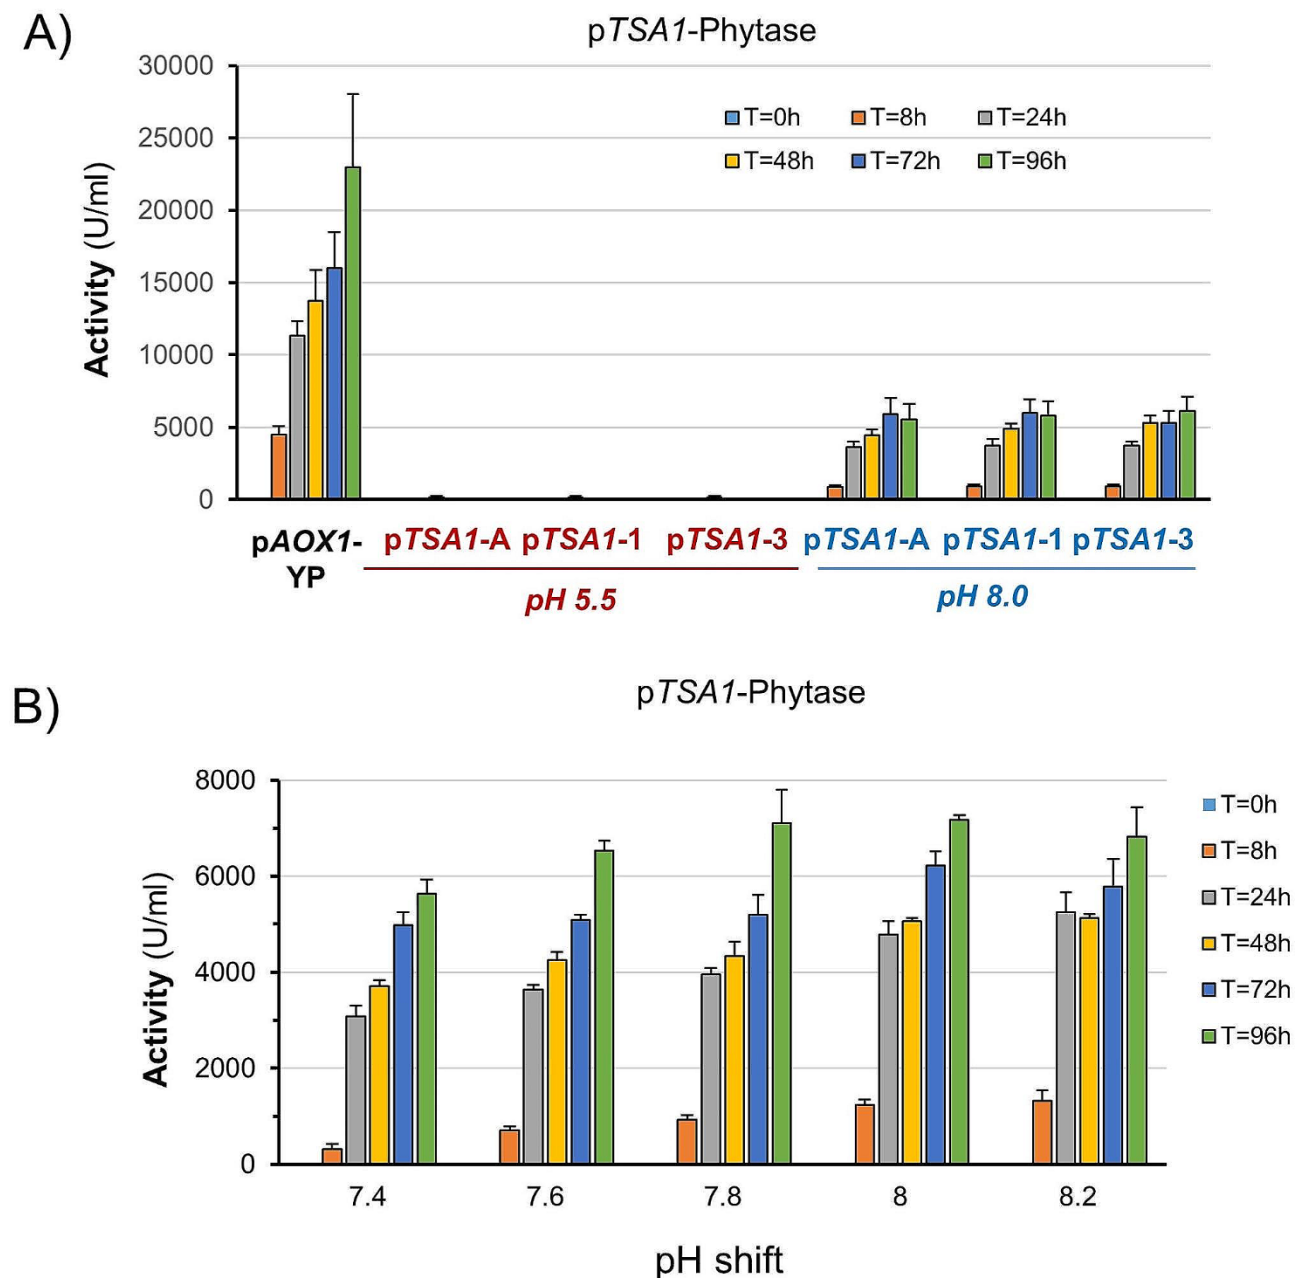 A)
pTSA1-Phytase
30000
25000
20000
15000
10000
5000
0
Activity (U/ml)
T=0h T=8h T=24h
T=48h T=72h T=96h
pAOX1-YP
pTSA1-A pTSA1-1 pTSA1-3 pTSA1-A pTSA1-1 pTSA1-3
pH 5.5 pH 8.0
B)
pTSA1-Phytase
8000
6000
4000
2000
0
Activity (U/ml)
T=0h
T=8h
T=24h
T=48h
T=72h
T=96h
7.4 7.6 7.8 8 8.2
pH shift